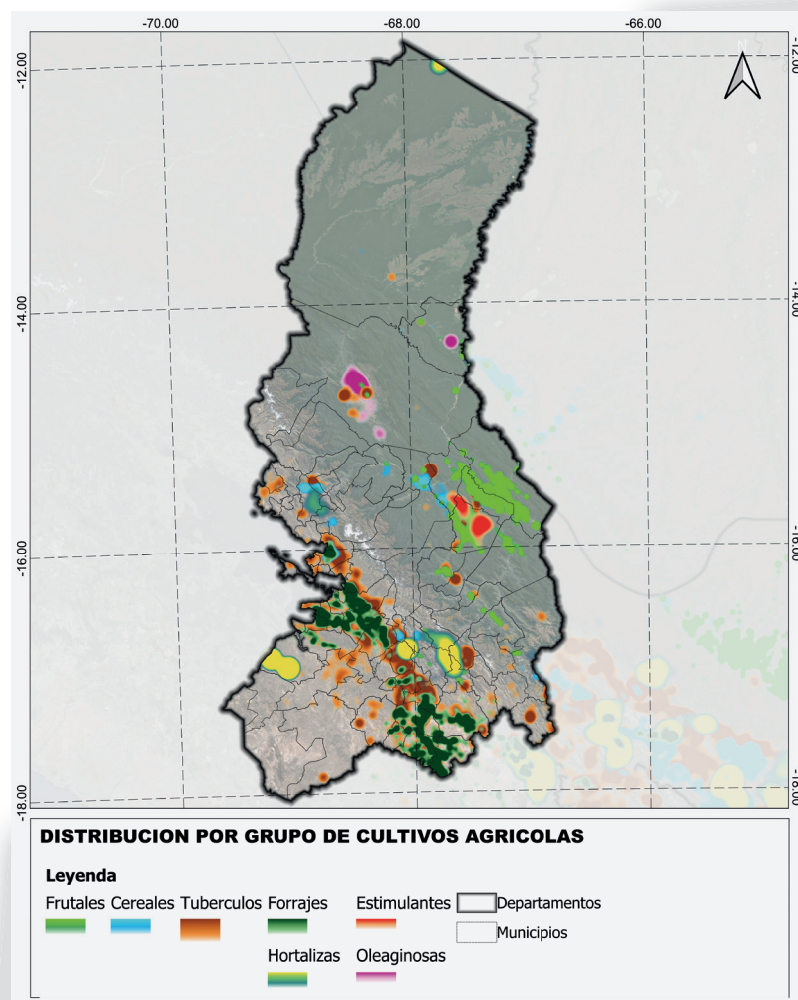 -70.00 -68.00 -66.00
-12.00 -12.00
N
-14.00 -14.00
-16.00 -16.00
-18.00 -18.00
DISTRIBUCION POR GRUPO DE CULTIVOS AGRICOLAS
Leyenda
Frutales Cereales Tuberculos Forrajes Estimulantes Departamentos
Municipios
Hortalizas Oleaginosas